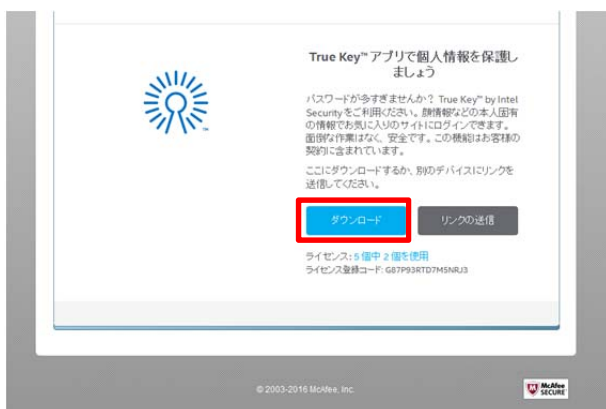 True Key™ アプリで個人情報を保護し
ましょう
パスワードが多すぎませんか? True Key™ by Intel
Security をご利用ください。顔情報などの本人固有
の情報でお気に入りのサイトにログインできます。
面倒な作業はなく、安全です。この機能はお客様の
契約に含まれています。
ここにダウンロードするか、別のデバイスにリンクを
送信してください。
ダウンロード
リンクの送信
ライセンス: 5 個中 2 個を使用
ライセンス登録コード: G87P93RTD7M5NRJ3
© 2003-2016 McAfee, Inc.
McAfee
SECURE